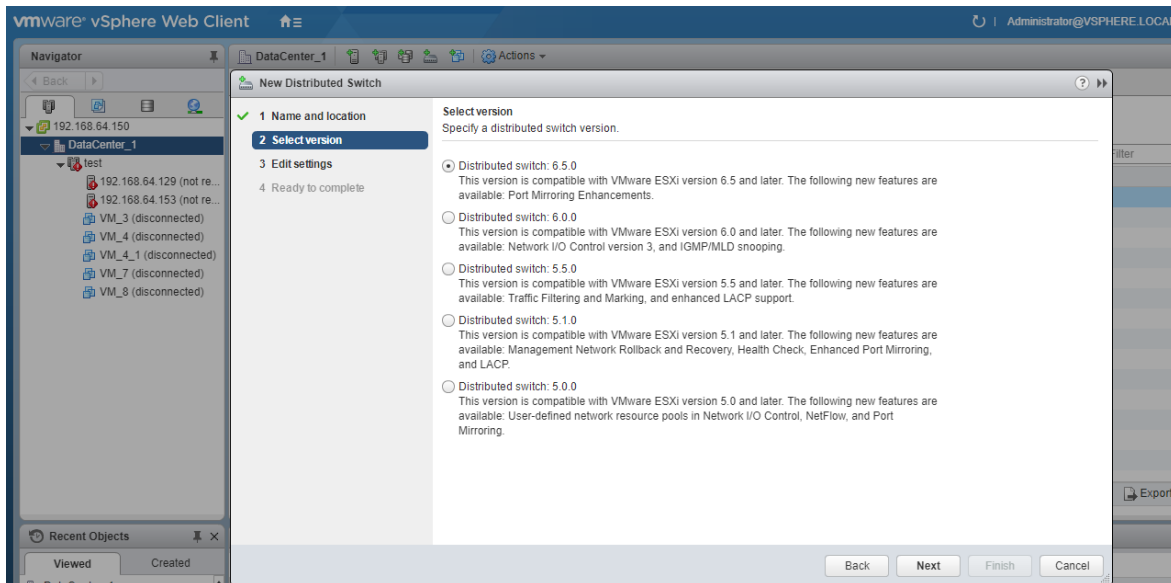 vmware® vSphere Web Client
Administrator@VSPHERE.LOCAL
Navigator
DataCenter_1
Actions
Back
New Distributed Switch
192.168.64.150
DataCenter_1
test
192.168.64.129 (not re...
192.168.64.153 (not re...
VM_3 (disconnected)
VM_4 (disconnected)
VM_4_1 (disconnected)
VM_7 (disconnected)
VM_8 (disconnected)
1 Name and location
2 Select version
3 Edit settings
4 Ready to complete
Select version
Specify a distributed switch version.
Distributed switch: 6.5.0
This version is compatible with VMware ESXi version 6.5 and later. The following new features are
available: Port Mirroring Enhancements.
Distributed switch: 6.0.0
This version is compatible with VMware ESXi version 6.0 and later. The following new features are
available: Network I/O Control version 3, and IGMP/MLD snooping.
Distributed switch: 5.5.0
This version is compatible with VMware ESXi version 5.5 and later. The following new features are
available: Traffic Filtering and Marking, and enhanced LACP support.
Distributed switch: 5.1.0
This version is compatible with VMware ESXi version 5.1 and later. The following new features are
available: Management Network Rollback and Recovery, Health Check, Enhanced Port Mirroring,
and LACP.
Distributed switch: 5.0.0
This version is compatible with VMware ESXi version 5.0 and later. The following new features are
available: User-defined network resource pools in Network I/O Control, NetFlow, and Port
Mirroring.
Filter
Export
Recent Objects
Viewed
Created
Back
Next
Finish
Cancel